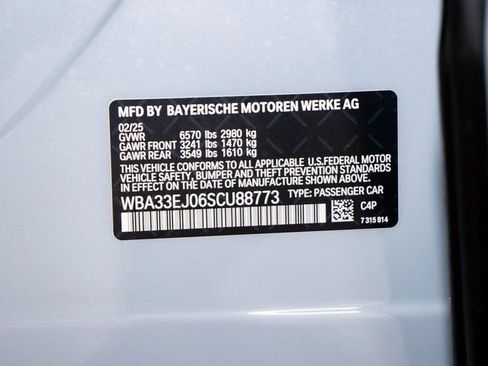 MFD BY BAYERISCHE MOTOREN WERKE AG
02/25
GVWR 6570 lbs 2980 kg
GAWR FRONT 3241 lbs 1470 kg
GAWR REAR 3549 lbs 1610 kg
THIS VEHICLE CONFORMS TO ALL APPLICABLE U.S.FEDERAL MOTOR
VEHICLE SAFETY, BUMPER AND THEFT PREVENTION STANDARDS IN
EFFECT ON THE DATE OF MANUFACTURE SHOWN ABOVE.
WBA33EJ06SCU88773 TYPE: PASSENGER CAR
C4P
7 315 814